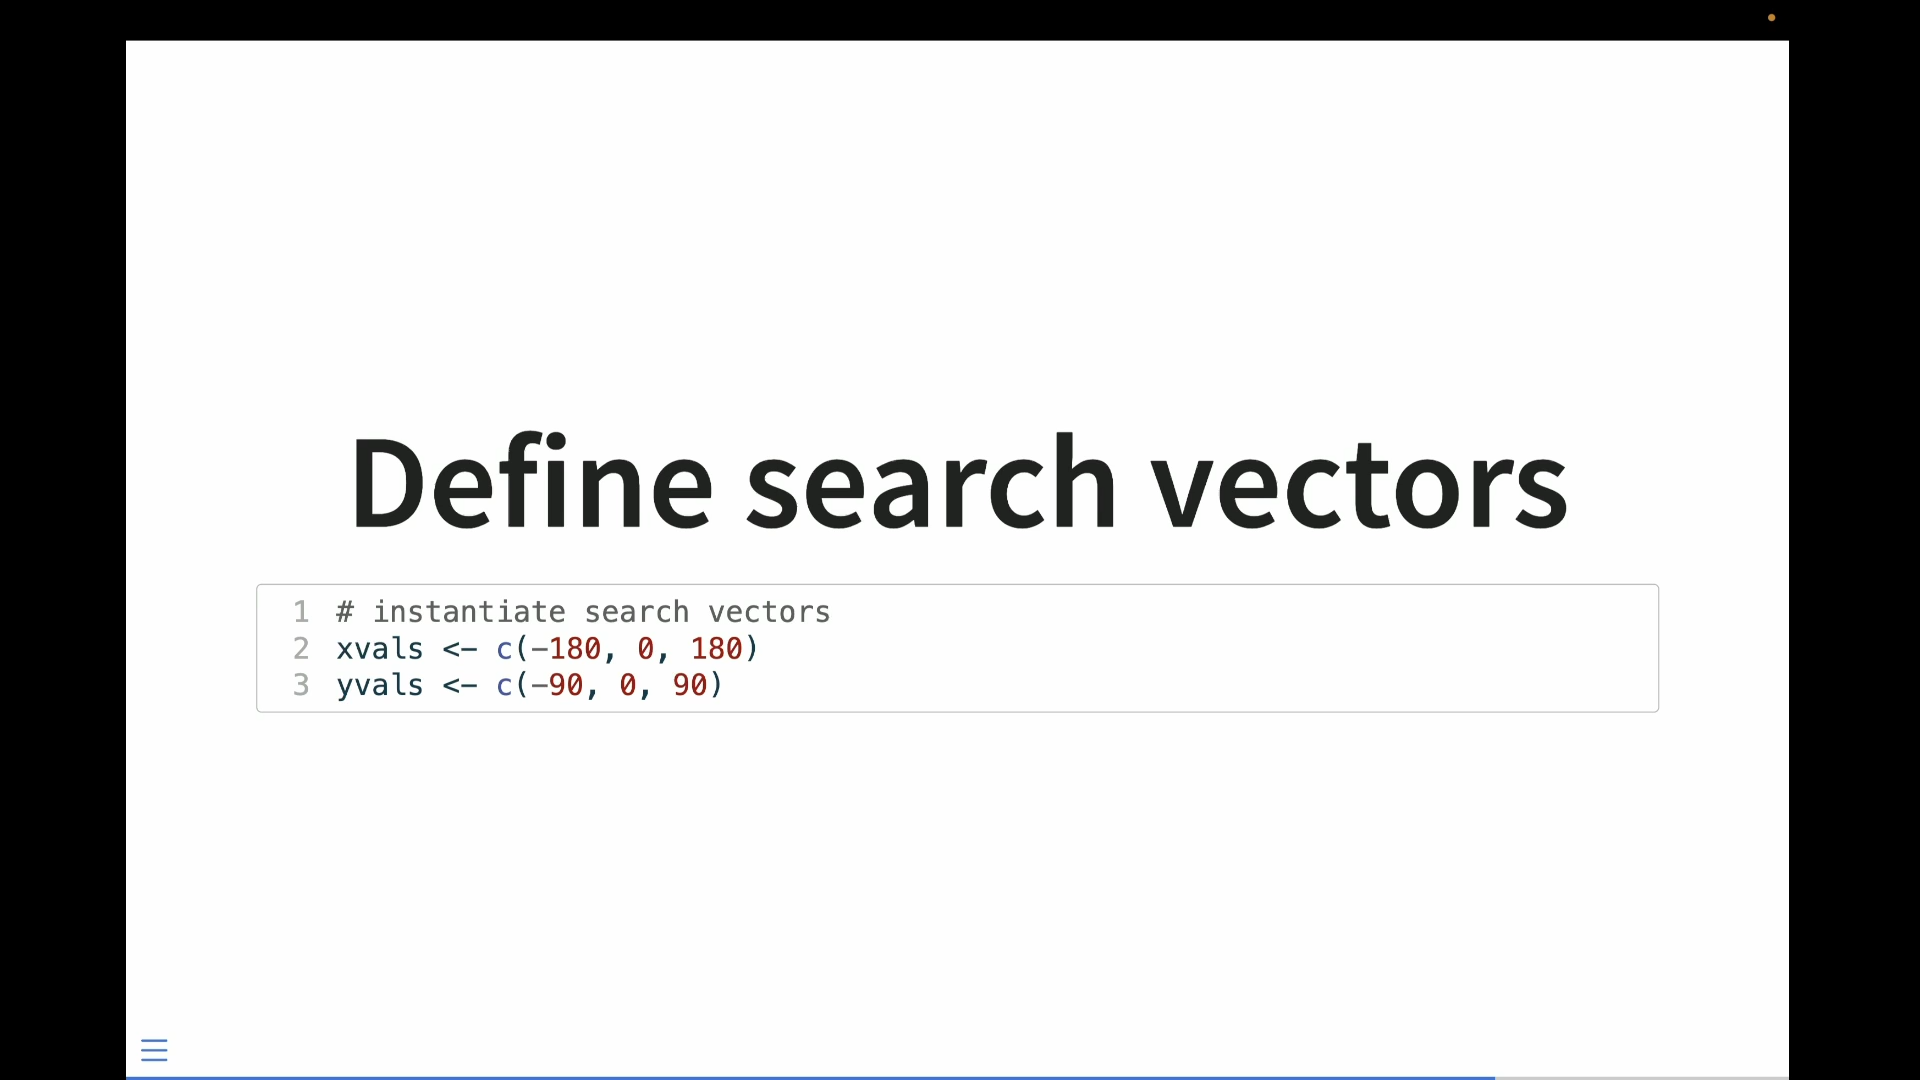 Define search vectors
1 # instantiate search vectors
2 xvals <- c(-180, 0, 180)
3 yvals <- c(-90, 0, 90)